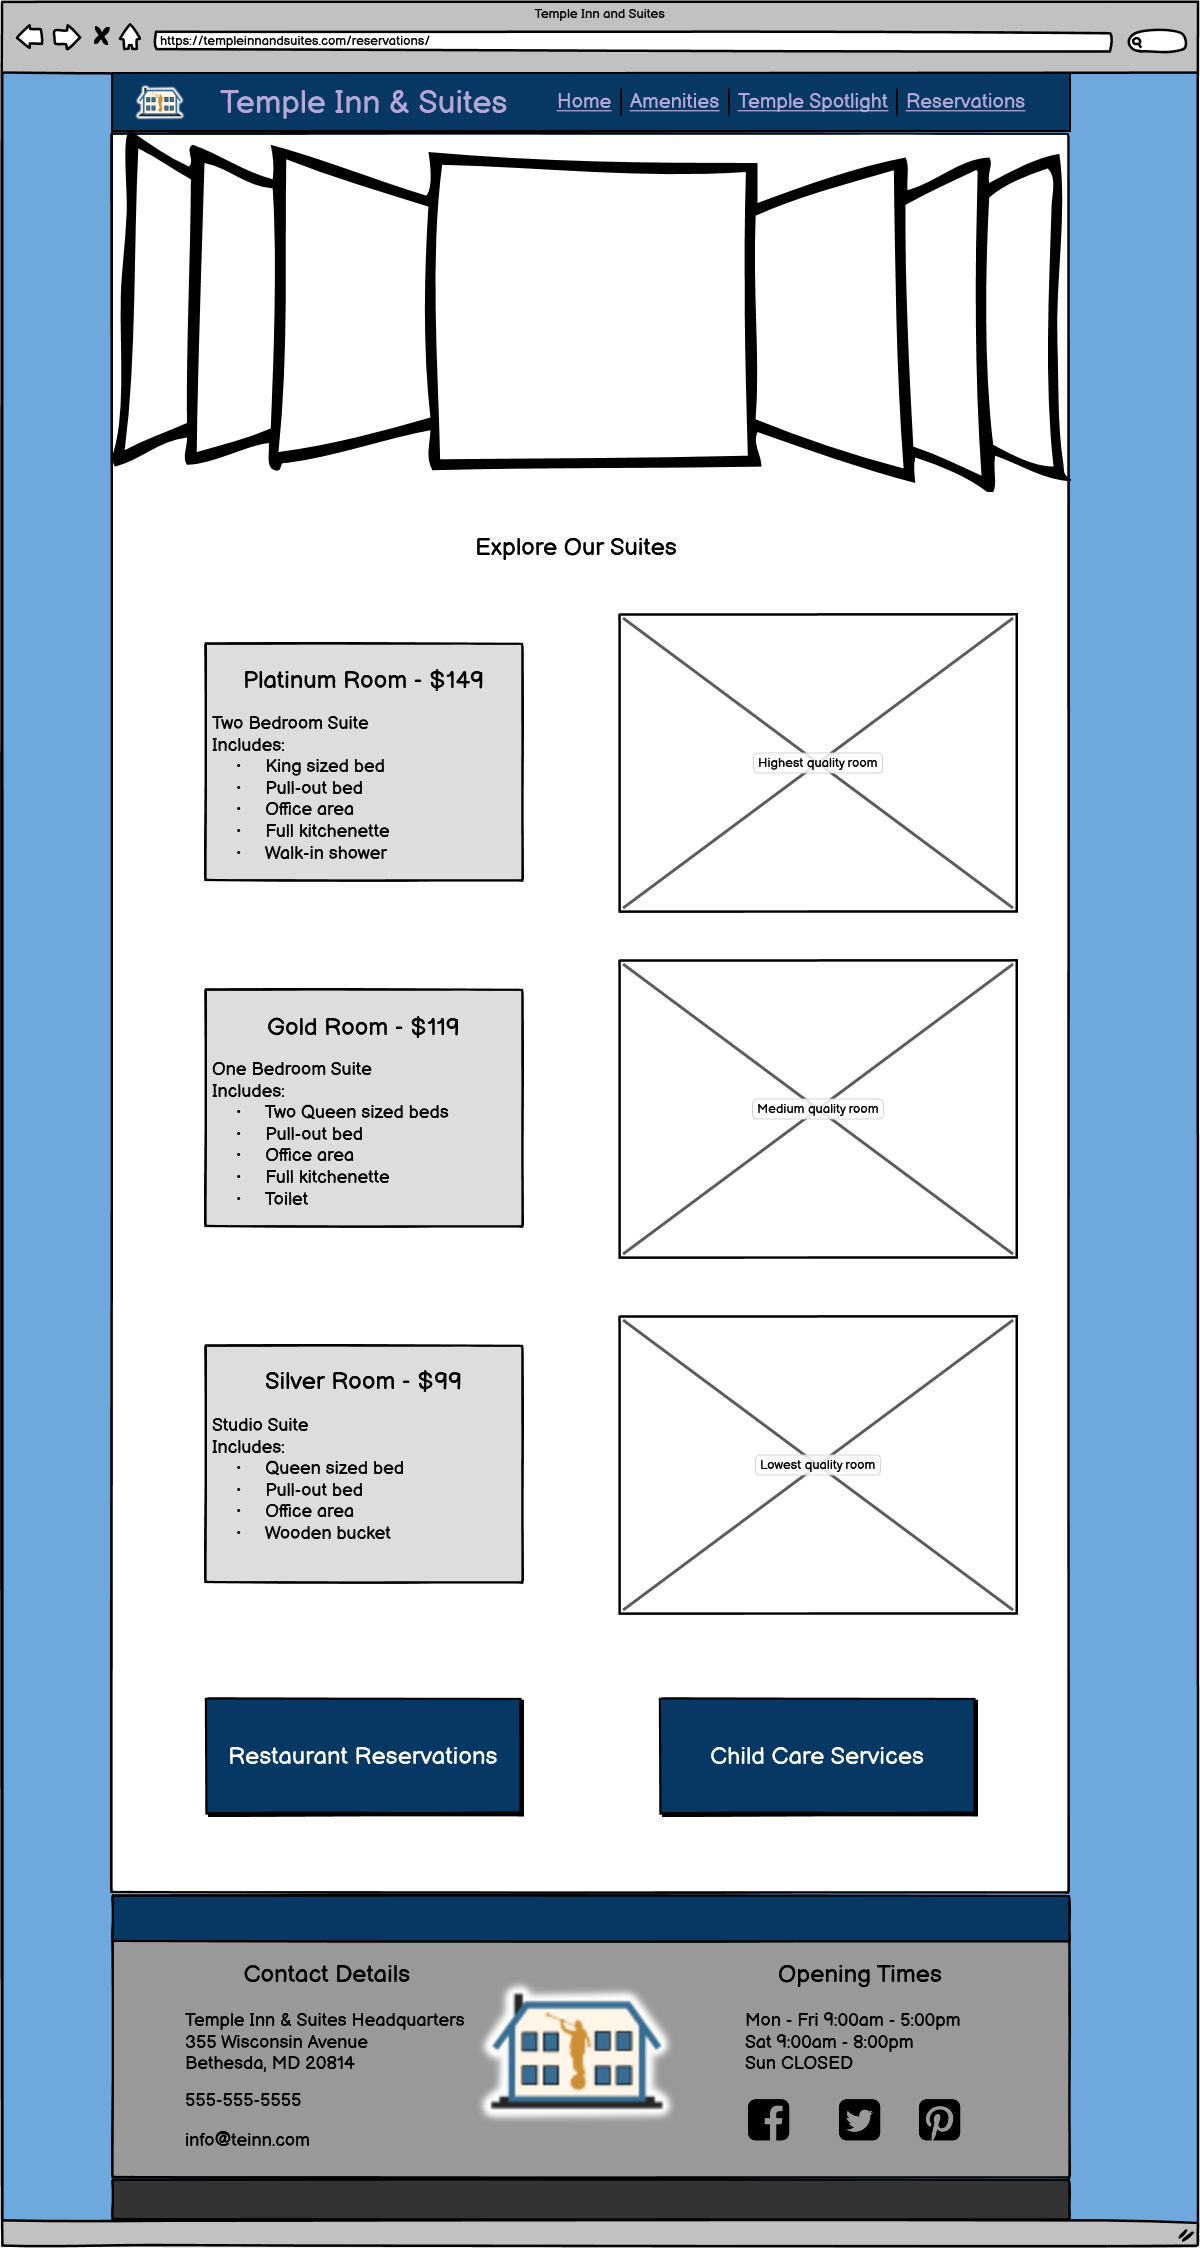 Temple Inn and Suites
https://templeinnandsuites.com/reservations/
Temple Inn & Suites
Home
Amenities
Temple Spotlight
Reservations
Explore Our Suites
Platinum Room - $149
Two Bedroom Suite
Includes:
· King sized bed
· Pull-out bed
· Office area
· Full kitchenette
· Walk-in shower
Highest quality room
Gold Room - $119
One Bedroom Suite
Includes:
· Two Queen sized beds
· Pull-out bed
· Office area
· Full kitchenette
· Toilet
Medium quality room
Silver Room - $99
Studio Suite
Includes:
· Queen sized bed
· Pull-out bed
· Office area
· Wooden bucket
Lowest quality room
Restaurant Reservations
Child Care Services
Contact Details
Temple Inn & Suites Headquarters
355 Wisconsin Avenue
Bethesda, MD 20814
555-555-5555
info@teinn.com
Opening Times
Mon - Fri 9:00am - 5:00pm
Sat 9:00am - 8:00pm
Sun CLOSED